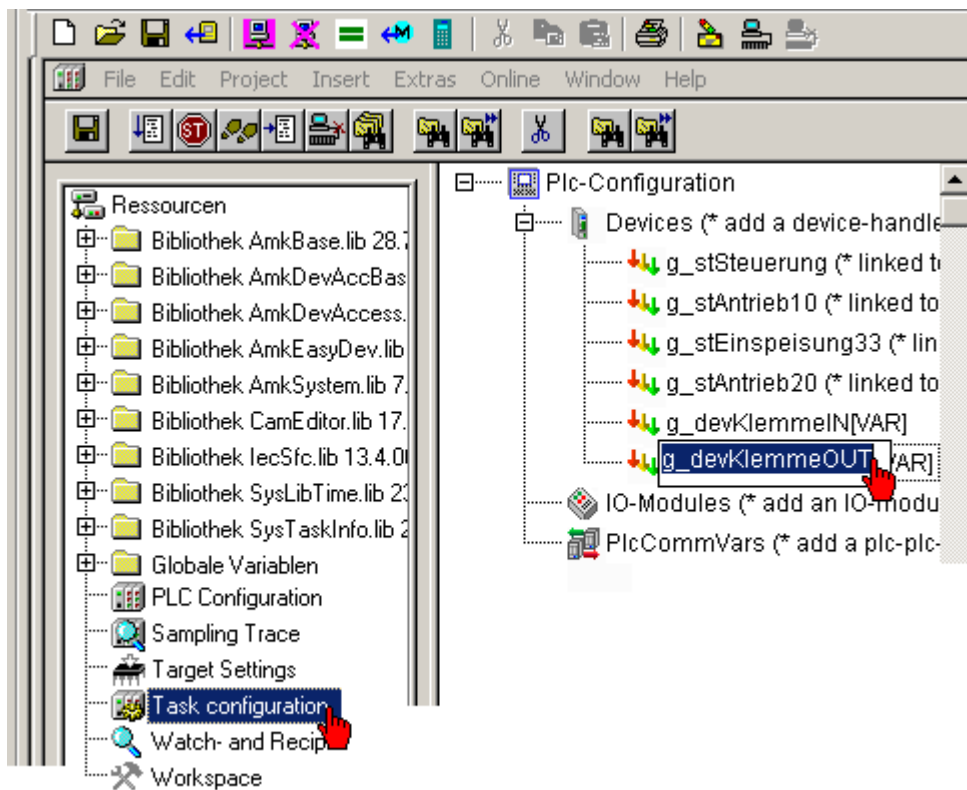 File Edit Project Insert Extras Online Window Help
ST
Ressourcen
Bibliothek AmkBase.lib 28.7
Bibliothek AmkDevAccBas
Bibliothek AmkDevAccess.
Bibliothek AmkEasyDev.lib
Bibliothek AmkSystem.lib 7.
Bibliothek CamEditor.lib 17.
Bibliothek IecSfc.lib 13.4.0
Bibliothek SysLibTime.lib 23
Bibliothek SysTaskInfo.lib 2
Globale Variablen
PLC Configuration
Sampling Trace
Target Settings
Task configuration
Watch- and Recip
Workspace
Plc-Configuration
Devices (* add a device-handle
g_stSteuerung (* linked to
g_stAntrieb10 (* linked to
g_stEinspeisung33 (* lin
g_stAntrieb20 (* linked to
g_devKlemmeIN[VAR]
g_devKlemmeOUT VAR]
IO-Modules (* add an IO-modu
PlcCommVars (* add a plc-plc-